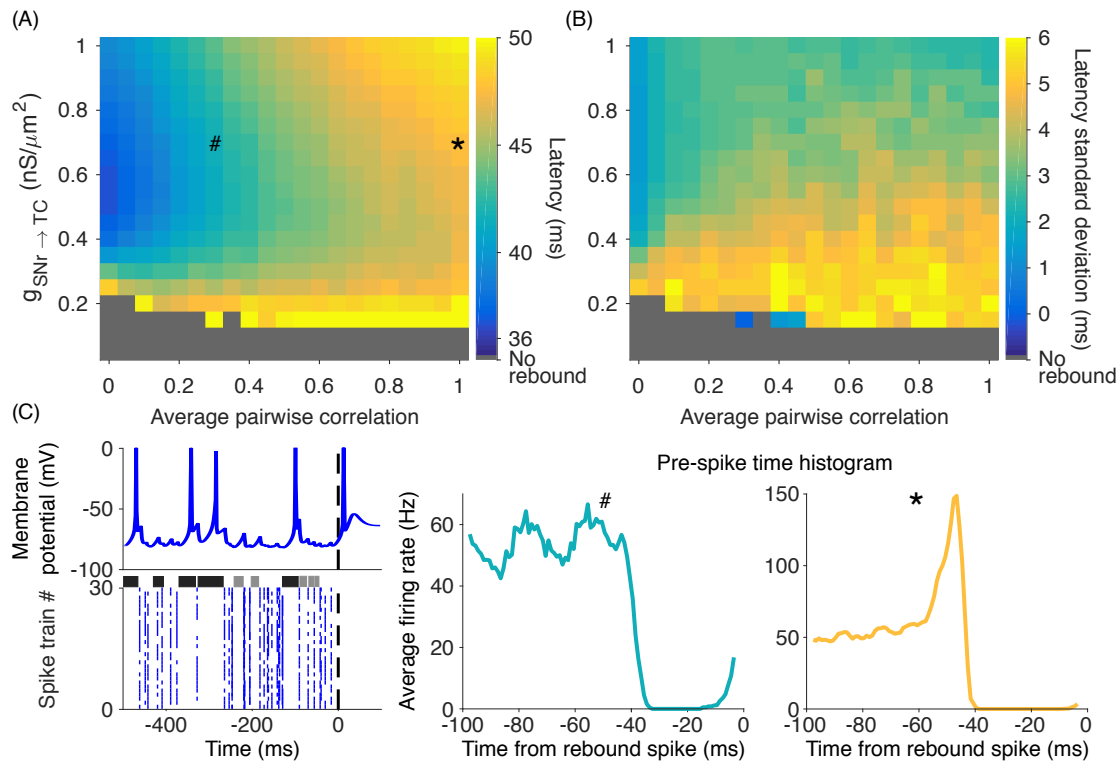 (A)
g_SNr → TC (nS/μm²)
1
0.8
0.6
0.4
0.2
0 0.2 0.4 0.6 0.8 1
Average pairwise correlation
#
*
50
45
40
36
No rebound
Latency (ms)
(B)
1
0.8
0.6
0.4
0.2
0 0.2 0.4 0.6 0.8 1
Average pairwise correlation
6
5
4
3
2
1
0
No rebound
Latency standard deviation (ms)
(C)
Membrane potential (mV)
0
-50
-100
Spike train #
30
0
-400 -200 0
Time (ms)
Pre-spike time histogram
Average firing rate (Hz)
60
40
20
0
#
-100 -80 -60 -40 -20 0
Time from rebound spike (ms)
150
100
50
0
*
-100 -80 -60 -40 -20 0
Time from rebound spike (ms)